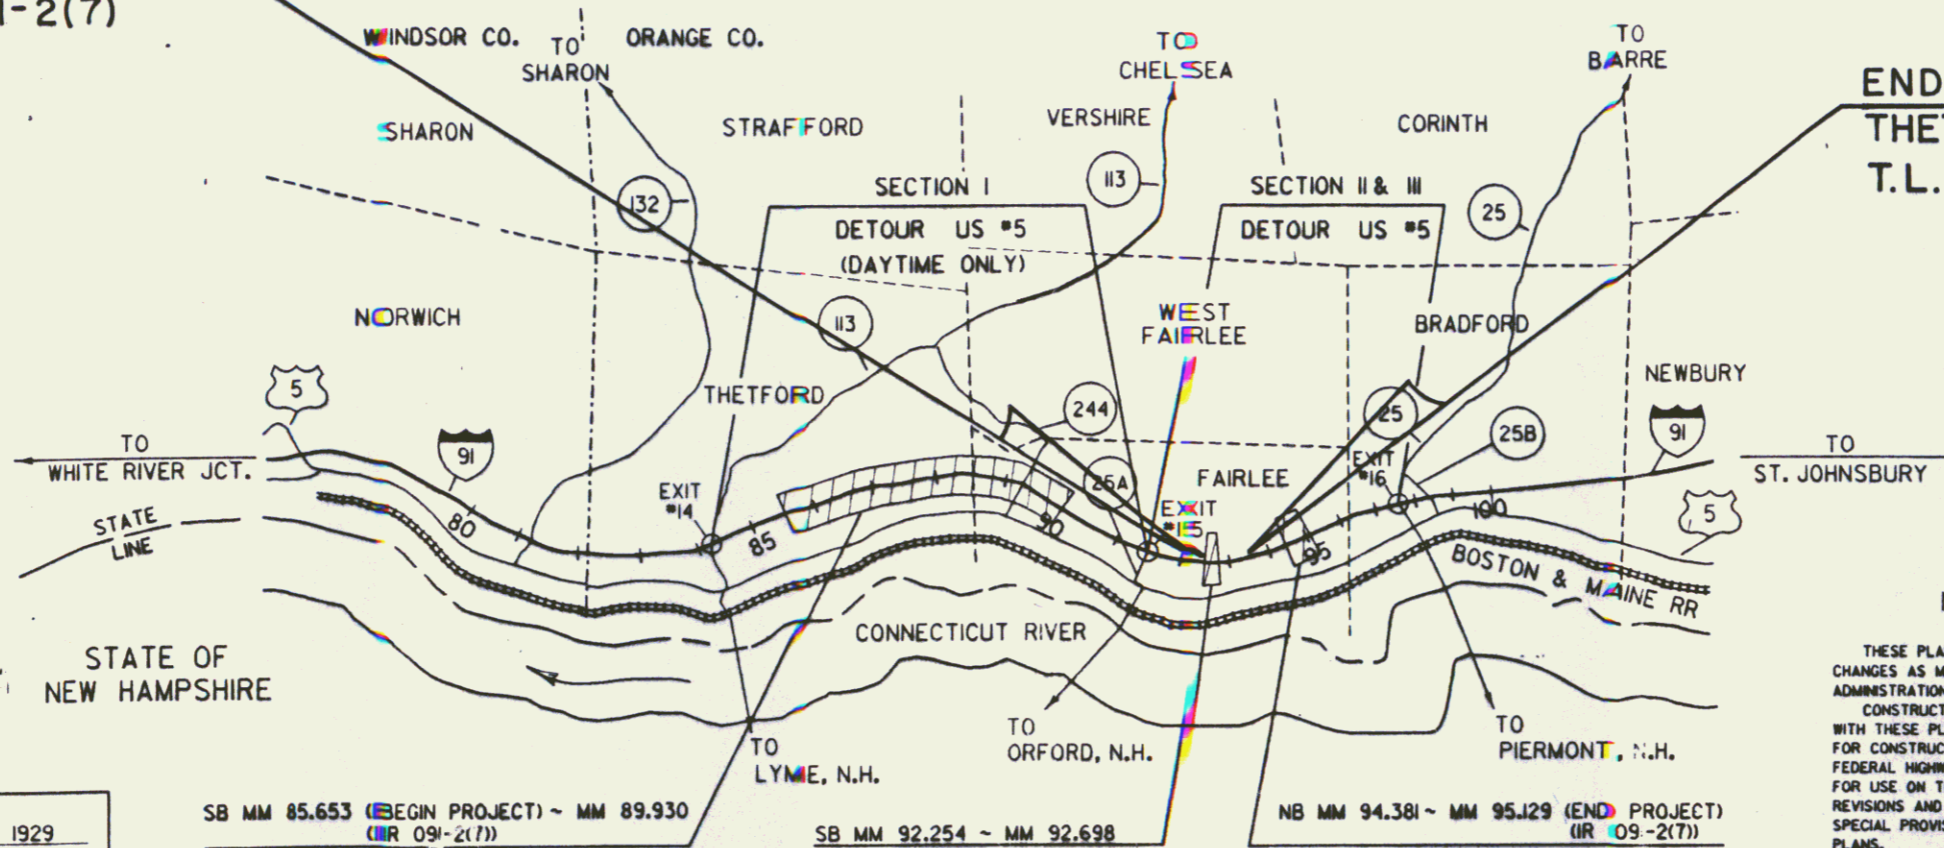 1-2(7)
WINDSOR CO.
ORANGE CO.
TO
SHARON
TO
CHELSEA
TO
BARRE
END
THET
T.L.
SHARON
STRAFFORD
VERSHIRE
CORINTH
132
113
25
SECTION I
DETOUR US #5
(DAYTIME ONLY)
SECTION II & III
DETOUR US #5
NORWICH
113
WEST
FAIRLEE
BRADFORD
NEWBURY
5
THETFORD
244
25
25B
91
91
TO
WHITE RIVER JCT.
TO
ST. JOHNSBURY
EXIT
#14
FAIRLEE
EXIT
#16
EXIT
#15
STATE
LINE
80
85
90
95
100
5
BOSTON & MAINE RR
CONNECTICUT RIVER
STATE OF
NEW HAMPSHIRE
TO
LYME, N.H.
TO
ORFORD, N.H.
TO
PIERMONT, N.H.
THESE PLA
CHANGES AS M
ADMINISTRATION
CONSTRUCT
WITH THESE PL
FOR CONSTRUC
FEDERAL HIGHW
FOR USE ON T
REVISIONS AND
SPECIAL PROVIS
PLANS.
1929
SB MM 85.653 (BEGIN PROJECT) ~ MM 89.930
(IR 091-2(7))
SB MM 92.254 ~ MM 92.698
NB MM 94.381 ~ MM 95.129 (END PROJECT)
(IR 09-2(7))